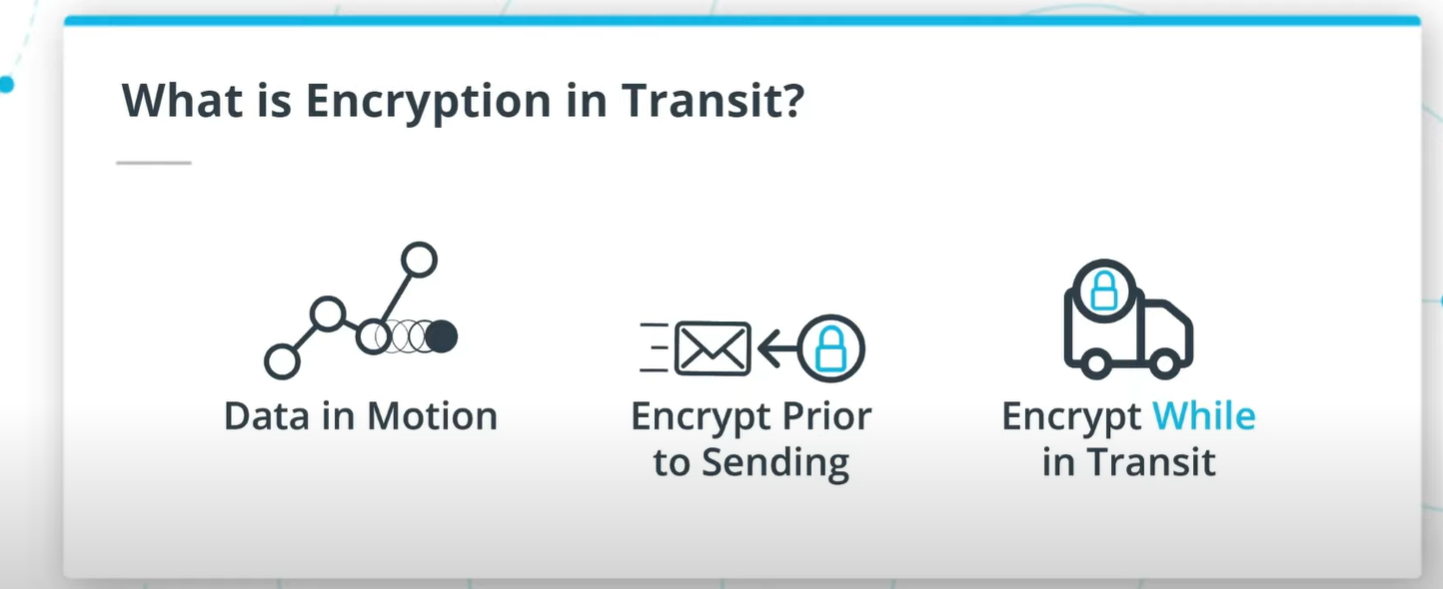 What is Encryption in Transit?
Data in Motion
Encrypt Prior
to Sending
Encrypt While
in Transit